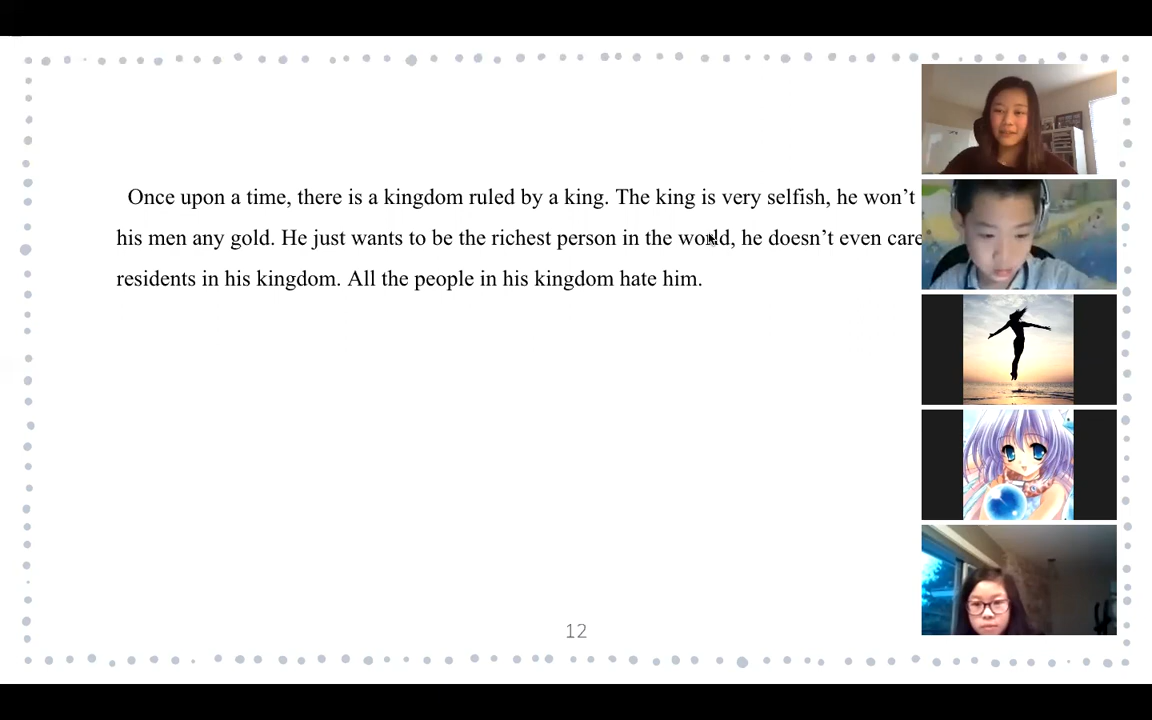 Once upon a time, there is a kingdom ruled by a king. The king is very selfish, he won’t
his men any gold. He just wants to be the richest person in the world, he doesn’t even care
residents in his kingdom. All the people in his kingdom hate him.
12